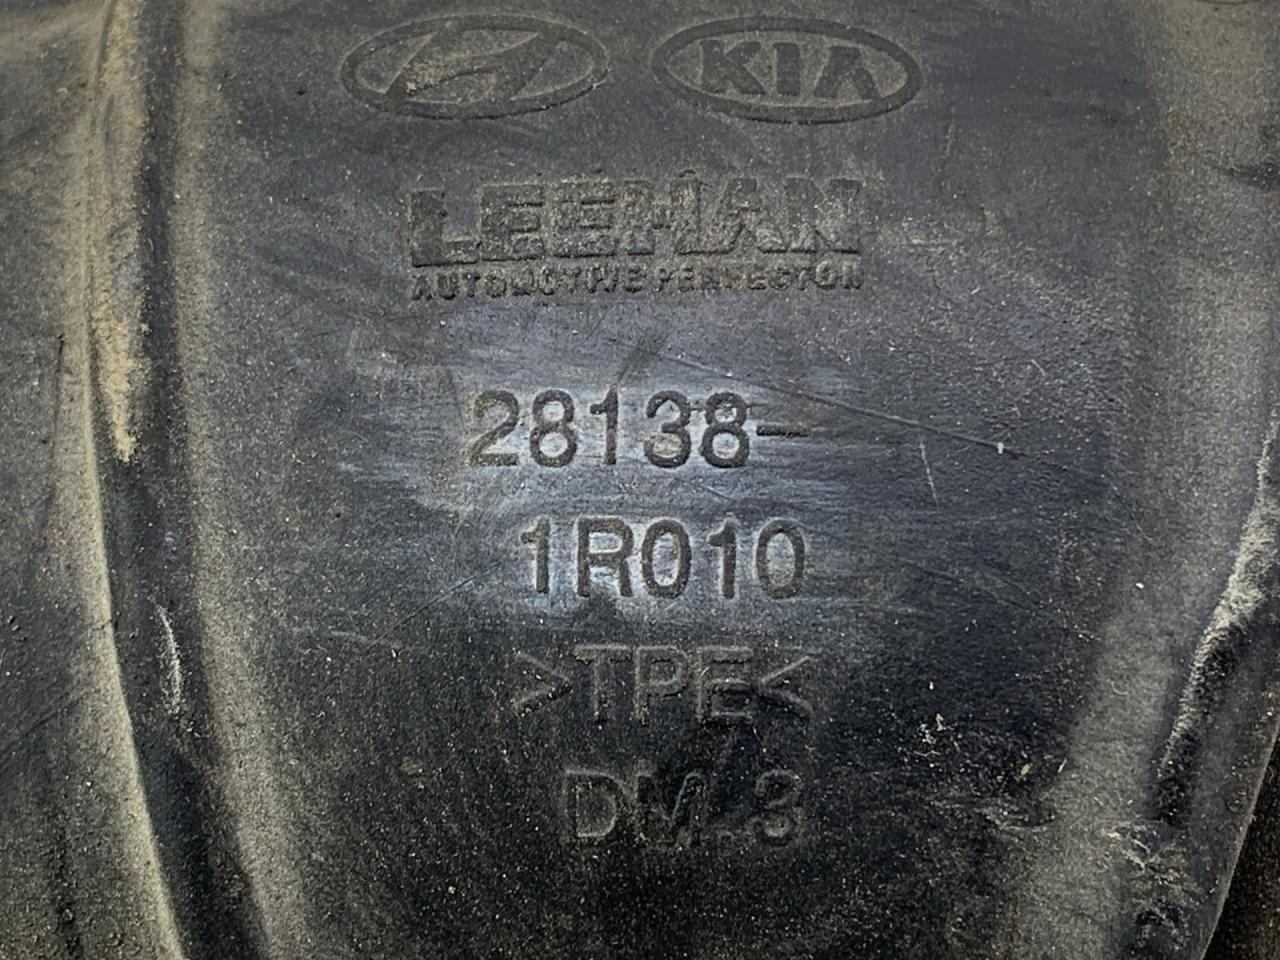 KIA
LEEHAN
AUTOMOTIVE PERFECTION
28138-
1R010
>TPE<
DM-3